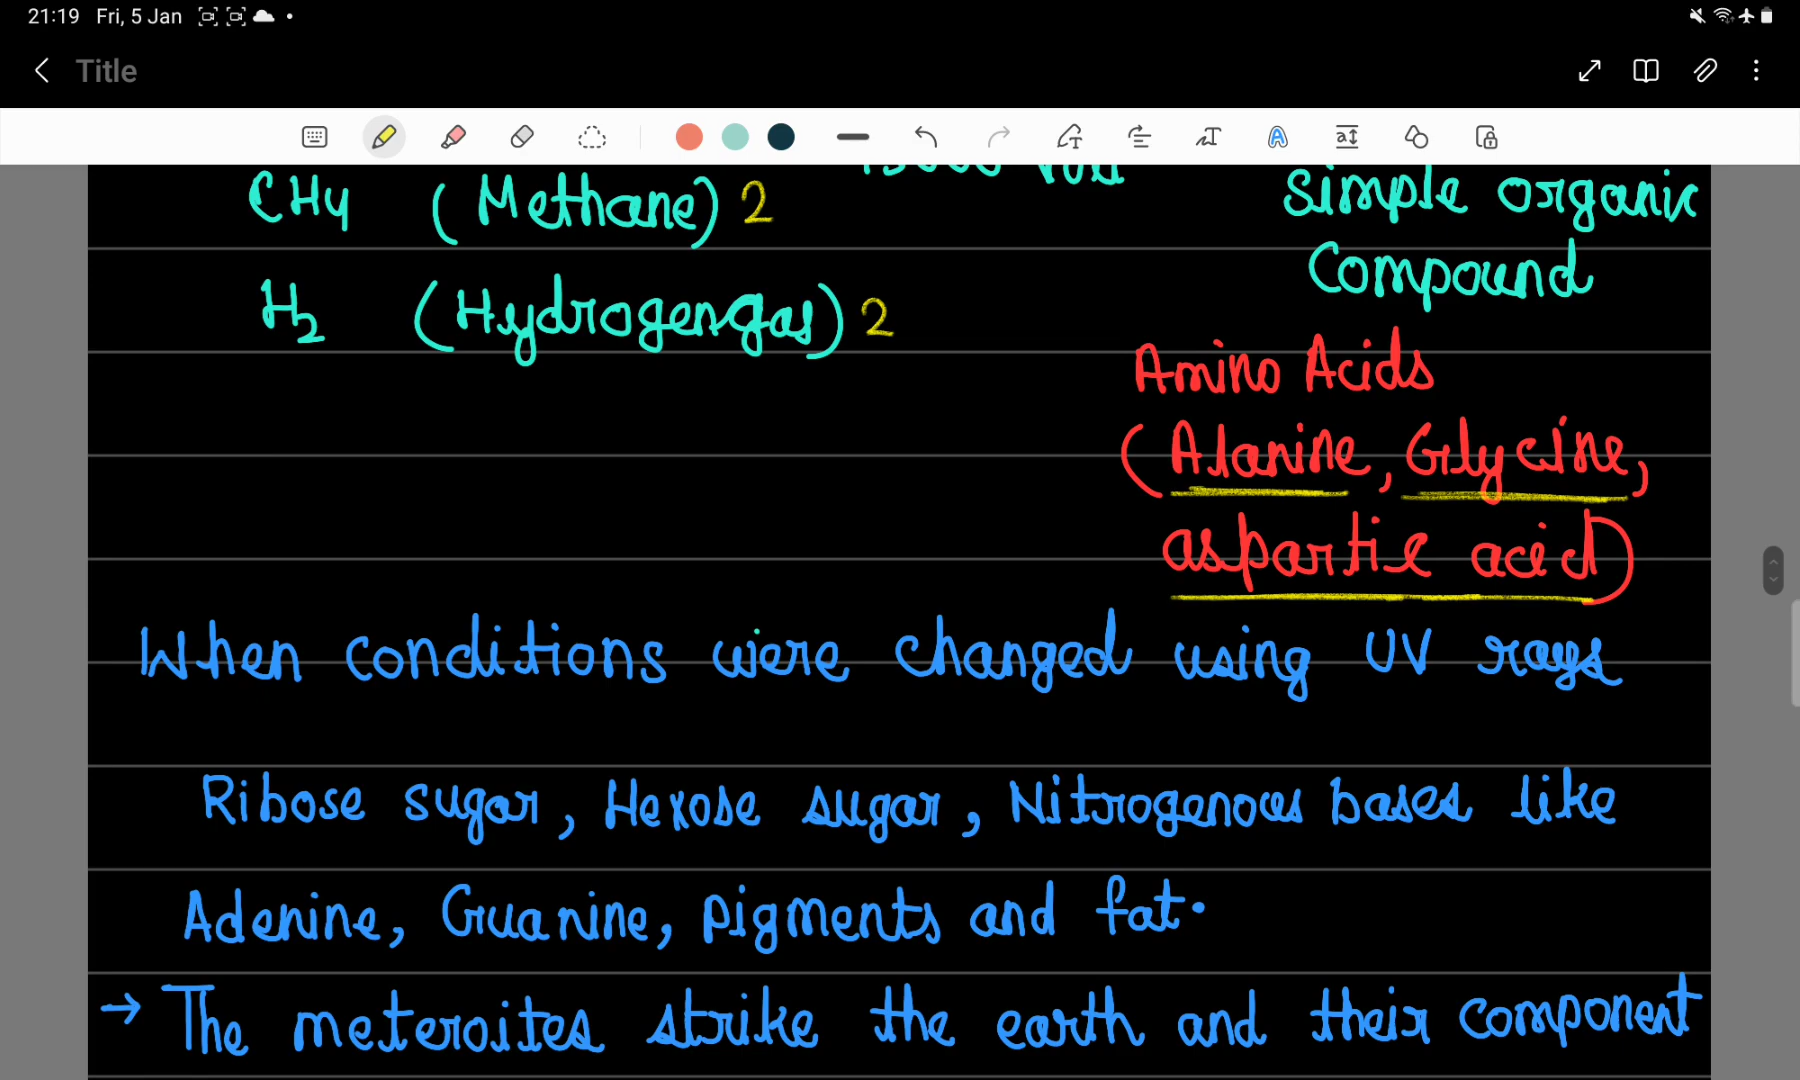 21:19 Fri, 5 Jan
Title
CH4 (Methane) 2
Simple organic
Compound
H2 (Hydrogengas) 2
Amino Acids
(Alanine, Glycine,
aspartic acid)
When conditions were changed using UV rays
Ribose sugar, Hexose sugar, Nitrogenous bases like
Adenine, Guanine, pigments and fat.
→ The meteroites strike the earth and their component